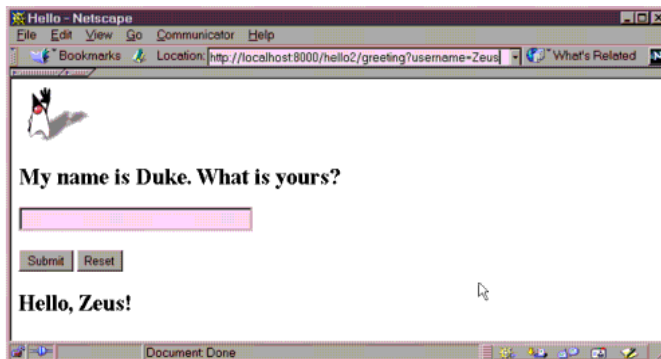 Hello - Netscape
File Edit View Go Communicator Help
Bookmarks Location: http://localhost:8000/hello2/greeting?username=Zeus What's Related N
My name is Duke. What is yours?
Submit Reset
Hello, Zeus!
Document: Done